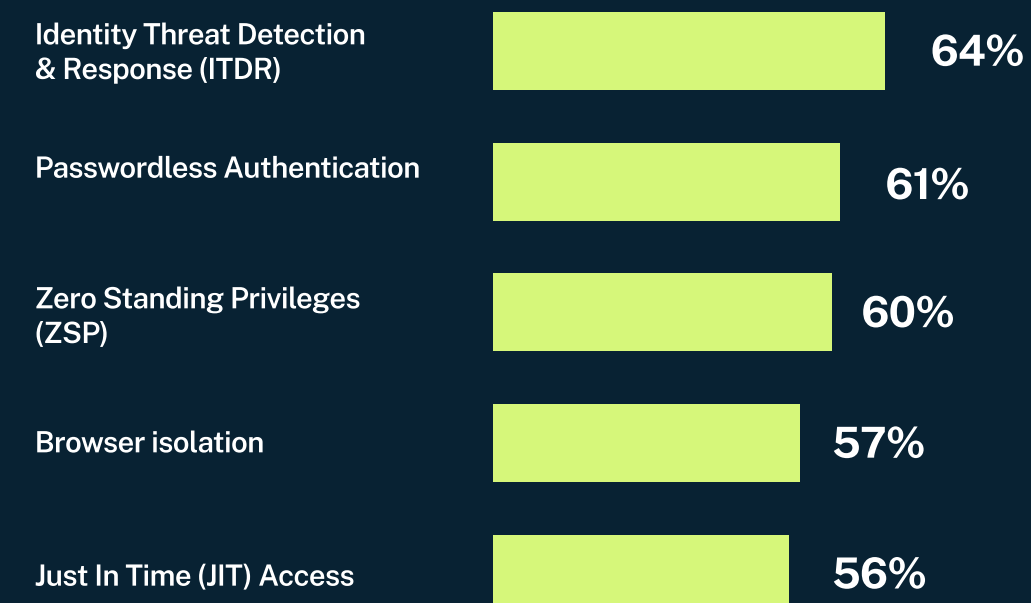 Identity Threat Detection
& Response (ITDR)
64%
Passwordless Authentication
61%
Zero Standing Privileges
(ZSP)
60%
Browser isolation
57%
Just In Time (JIT) Access
56%